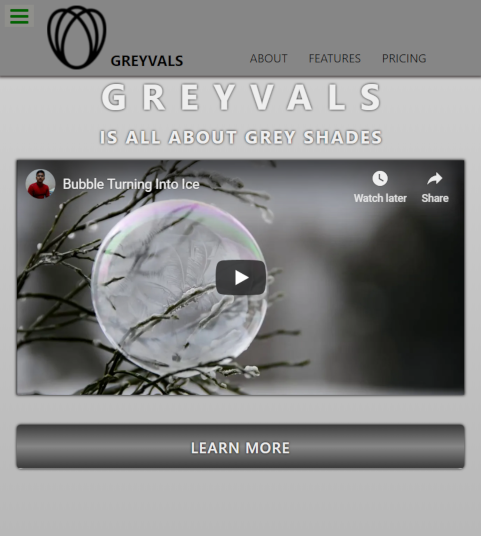 GREYVALS
ABOUT FEATURES PRICING
GREYVALS
IS ALL ABOUT GREY SHADES
Bubble Turning Into Ice
Watch later Share
LEARN MORE